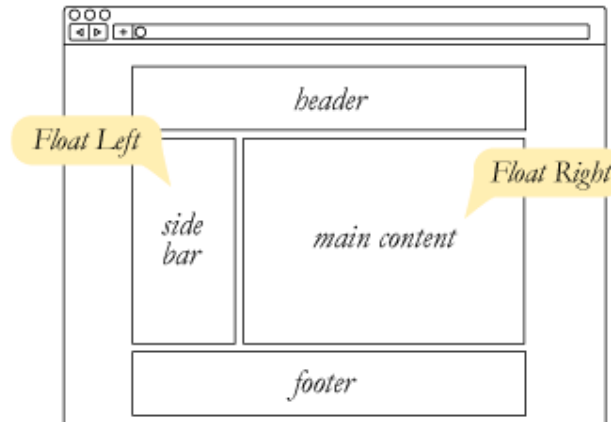 header
Float Left
Float Right
side
bar
main content
footer